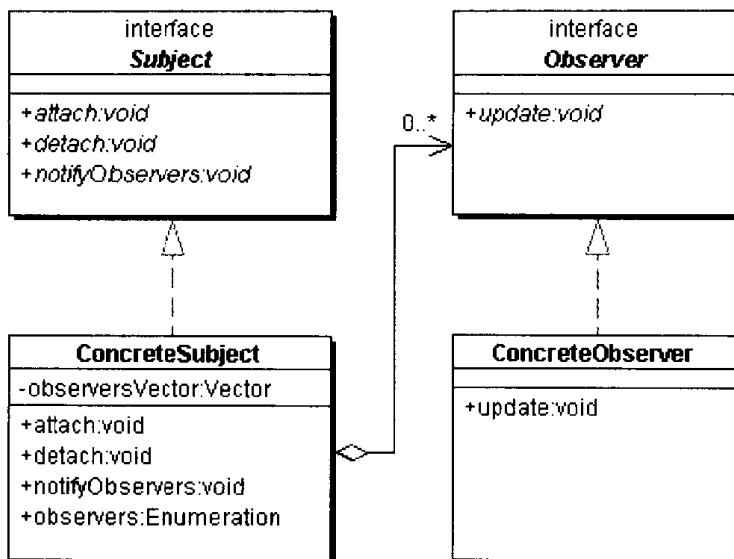 interface
Subject
+attach:void
+detach:void
+notifyObservers:void
interface
Observer
+update:void
0..*
ConcreteSubject
-observersVector:Vector
+attach:void
+detach:void
+notifyObservers:void
+observers:Enumeration
ConcreteObserver
+update:void